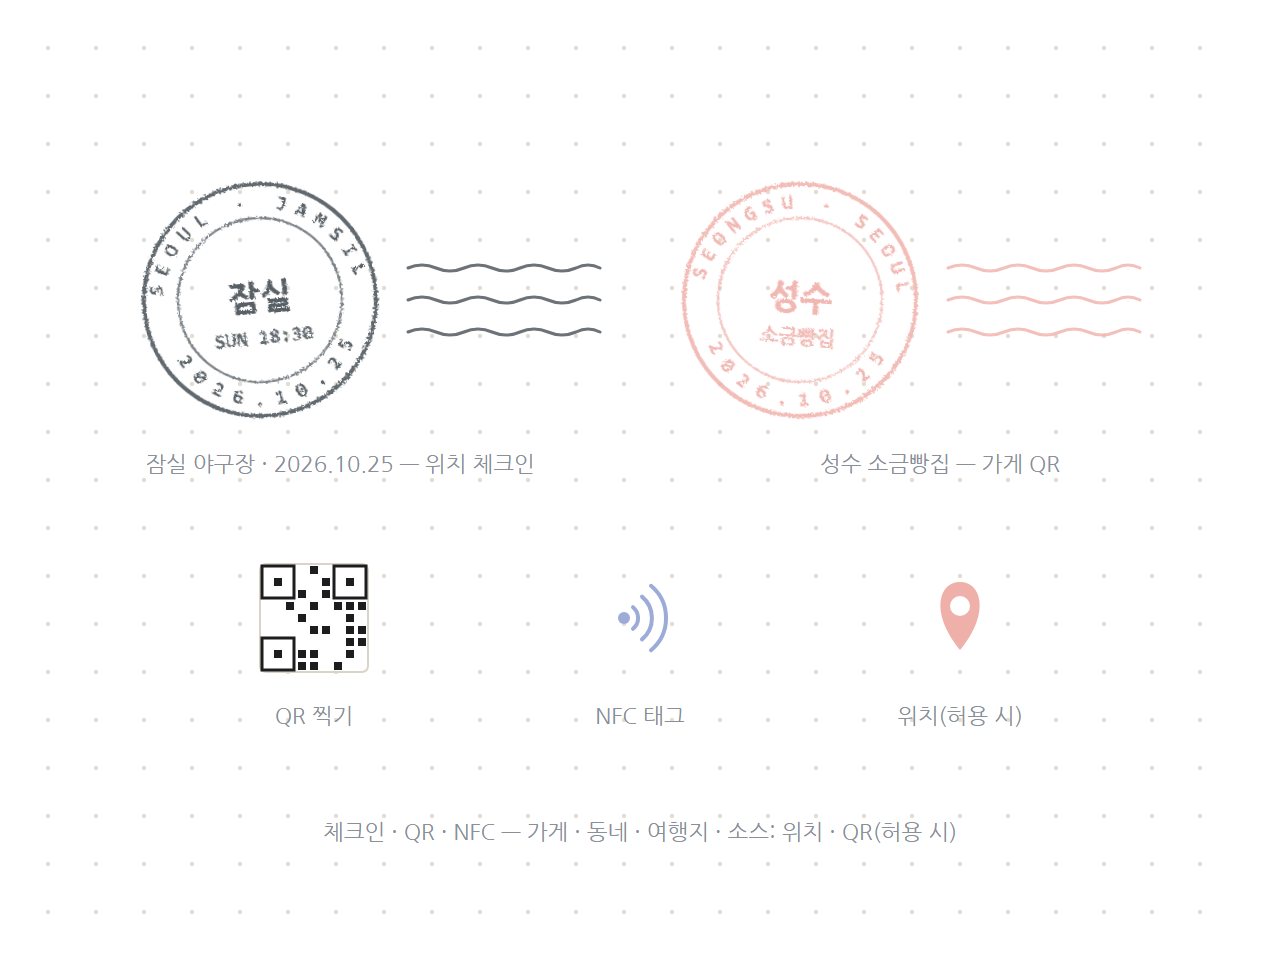 SEOUL · JAMSIL
잠실
SUN 18:30
2026.10.25
SEONGSU · SEOUL
성수
소금빵집
2026.10.25
잠실 야구장 · 2026.10.25 — 위치 체크인
성수 소금빵집 — 가게 QR
QR 찍기
NFC 태그
위치(허용 시)
체크인 · QR · NFC — 가게 · 동네 · 여행지 · 소스: 위치 · QR(허용 시)